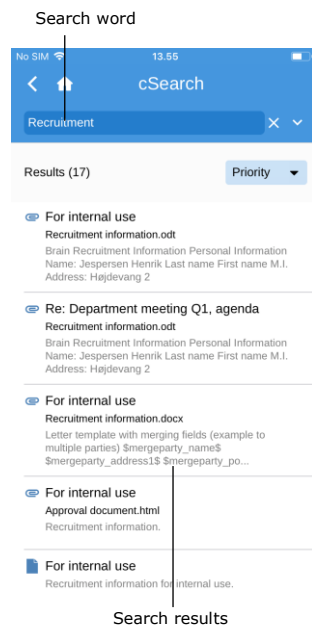 Search word
No SIM 13.55
cSearch
Recruitment
Results (17) Priority
For internal use
Recruitment information.odt
Brain Recruitment Information Personal Information
Name: Jespersen Henrik Last name First name M.I.
Address: Højdevang 2
Re: Department meeting Q1, agenda
Recruitment information.odt
Brain Recruitment Information Personal Information
Name: Jespersen Henrik Last name First name M.I.
Address: Højdevang 2
For internal use
Recruitment information.docx
Letter template with merging fields (example to
multiple parties) $mergeparty_name$
$mergeparty_address1$ $mergeparty_po...
For internal use
Approval document.html
Recruitment information.
For internal use
Recruitment information for internal use.
Search results